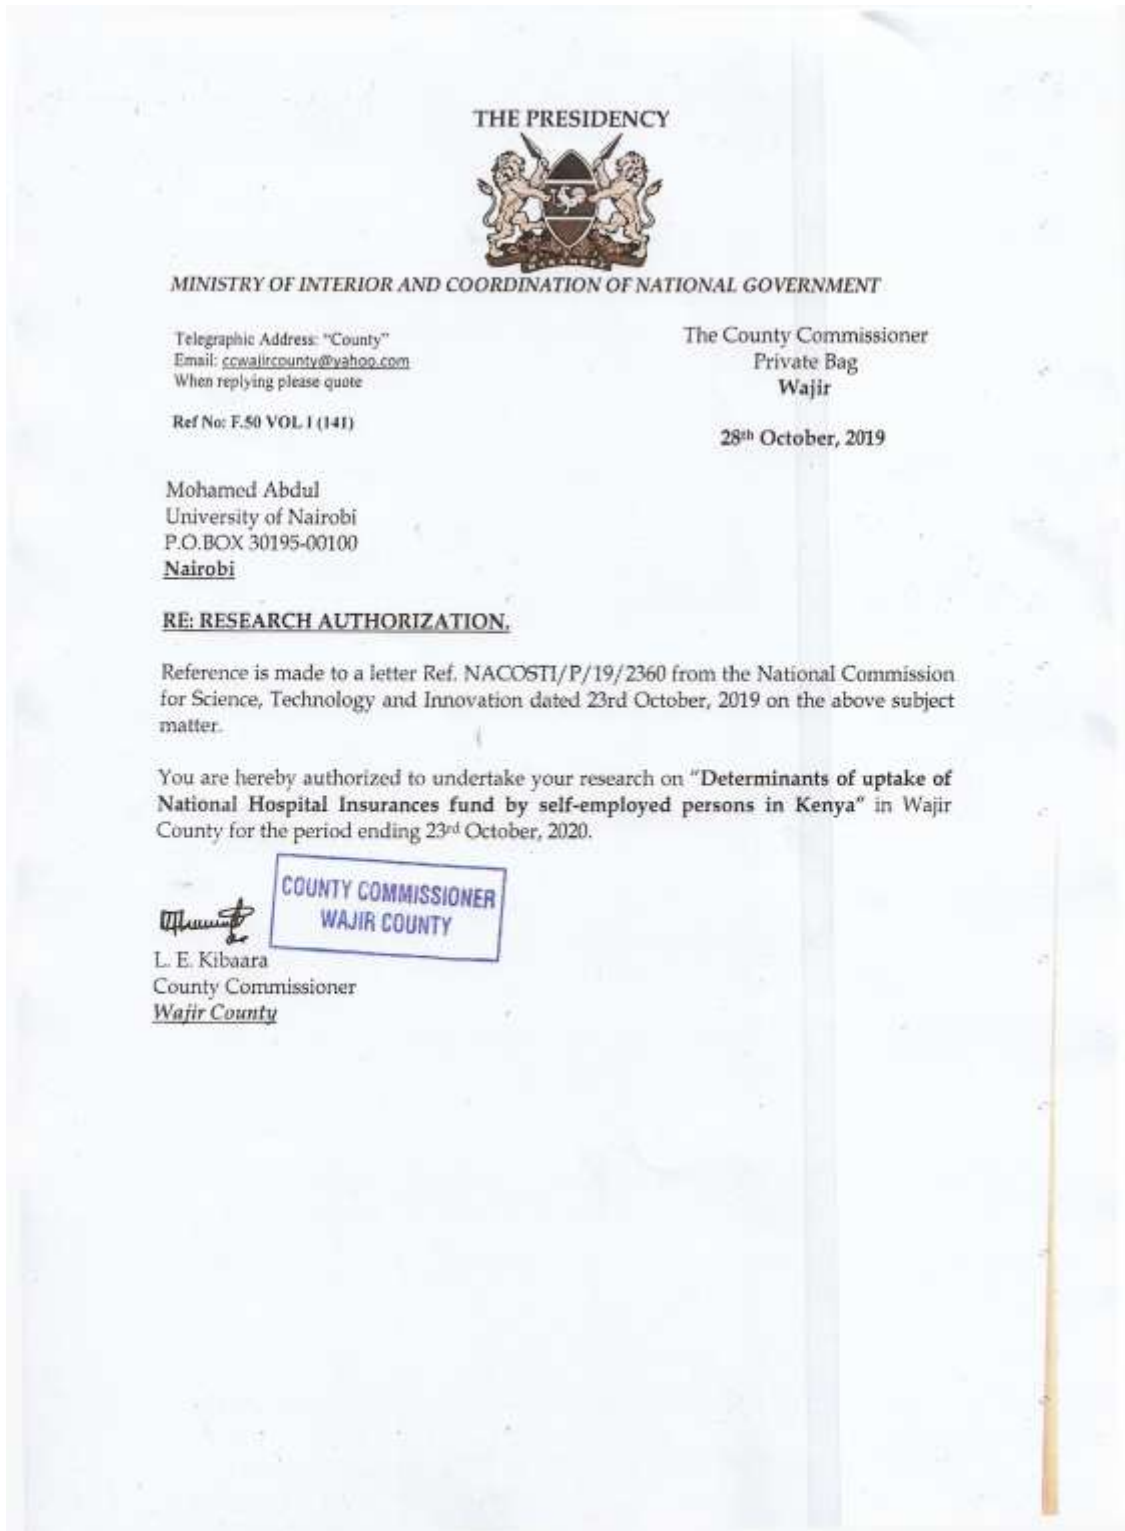 THE PRESIDENCY
MINISTRY OF INTERIOR AND COORDINATION OF NATIONAL GOVERNMENT
Telegraphic Address: "County"
Email: ccwajircounty@yahoo.com
When replying please quote
Ref No: F.50 VOL I (141)
The County Commissioner
Private Bag
Wajir
28th October, 2019
Mohamed Abdul
University of Nairobi
P.O.BOX 30195-00100
Nairobi
RE: RESEARCH AUTHORIZATION.
Reference is made to a letter Ref. NACOSTI/P/19/2360 from the National Commission
for Science, Technology and Innovation dated 23rd October, 2019 on the above subject
matter.
You are hereby authorized to undertake your research on "Determinants of uptake of
National Hospital Insurances fund by self-employed persons in Kenya" in Wajir
County for the period ending 23rd October, 2020.
COUNTY COMMISSIONER
WAJIR COUNTY
L. E. Kibaara
County Commissioner
Wajir County